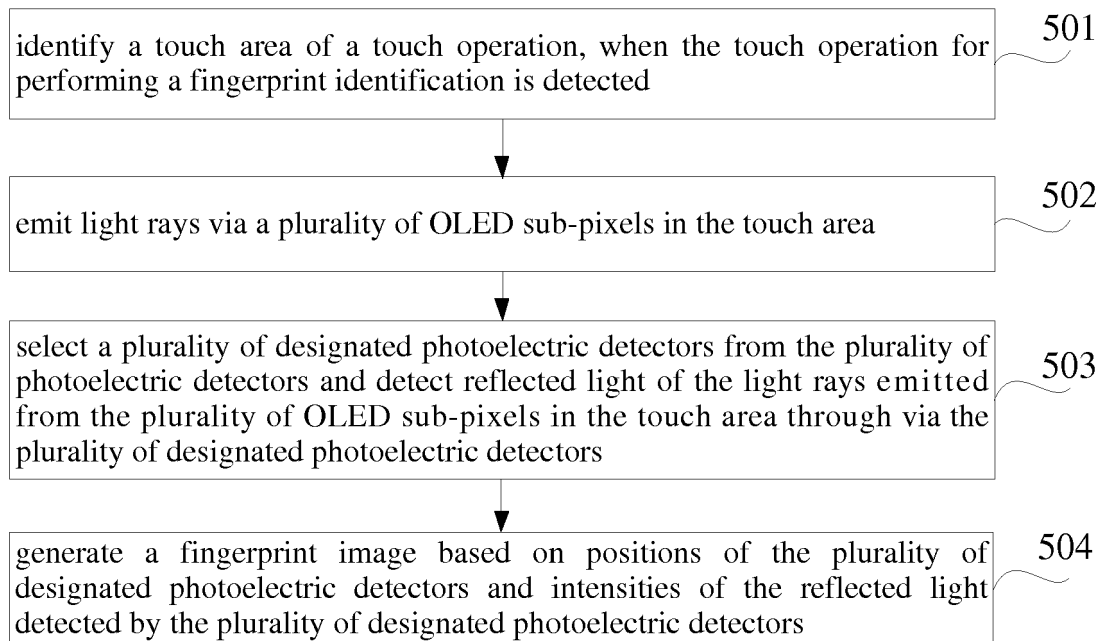 identify a touch area of a touch operation, when the touch operation for
performing a fingerprint identification is detected
501
emit light rays via a plurality of OLED sub-pixels in the touch area
502
select a plurality of designated photoelectric detectors from the plurality of
photoelectric detectors and detect reflected light of the light rays emitted
from the plurality of OLED sub-pixels in the touch area through via the
plurality of designated photoelectric detectors
503
generate a fingerprint image based on positions of the plurality of
designated photoelectric detectors and intensities of the reflected light
detected by the plurality of designated photoelectric detectors
504